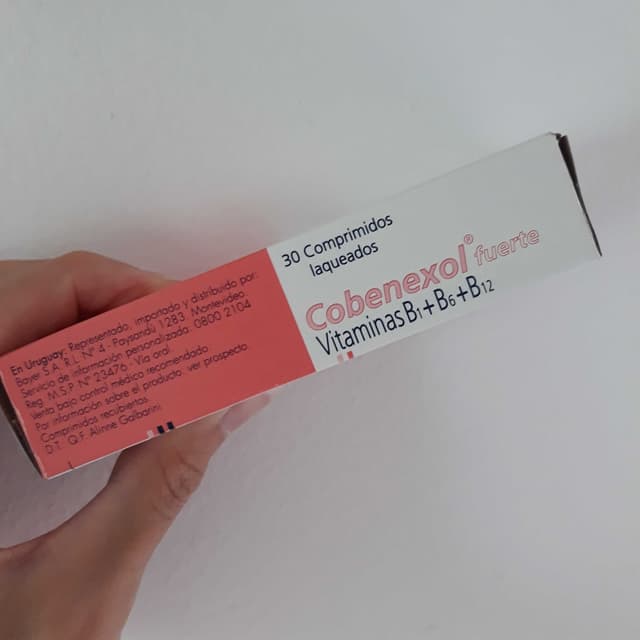 30 Comprimidos
laqueados
Cobenexol® fuerte
Vitaminas B1 + B6 + B12
En Uruguay: Representado, importado y distribuido por:
Bayer S.A. R.L. N° 4 - Paysandú 1283. Montevideo.
Servicio de información personalizada: 0800 2104
Reg. M.S.P. N° 23476 - Vía oral.
Venta bajo control médico recomendado.
Por información sobre el producto, ver prospecto.
Comprimidos recubiertos.
D.T.: Q.F. Alinne Galbarini